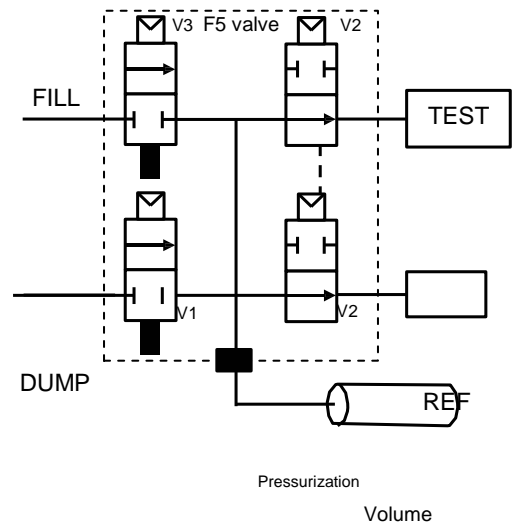 V3 F5 valve V2
FILL
TEST
V1 V2
DUMP
REF
Pressurization
Volume